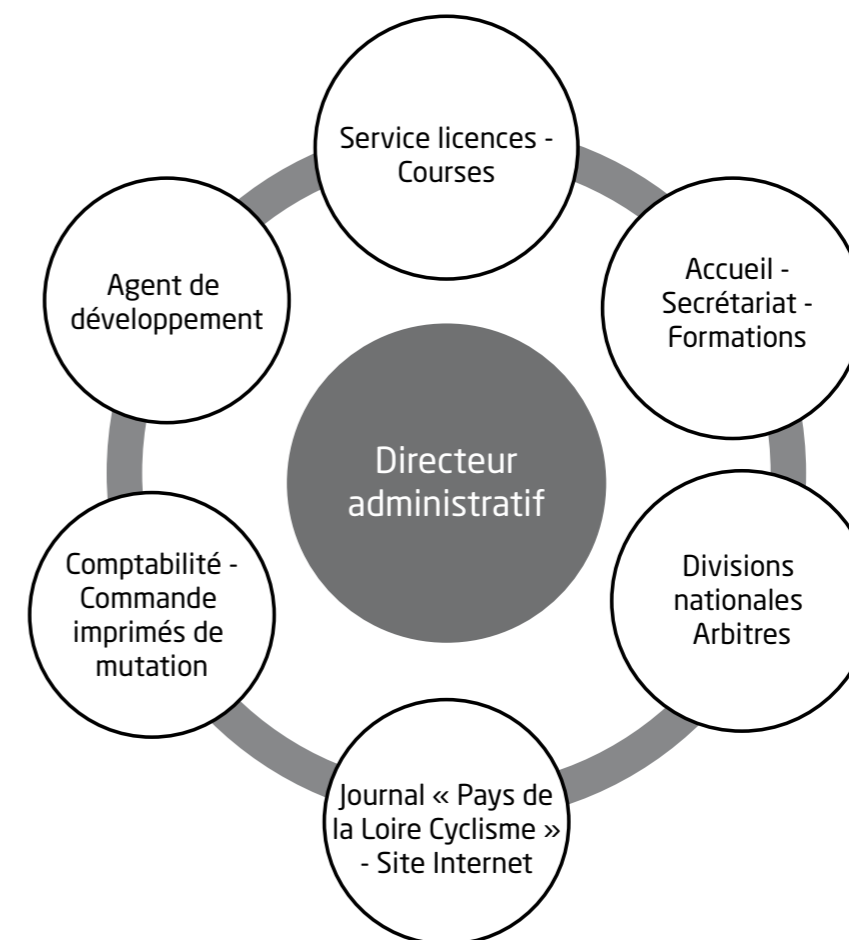 Service licences -
Courses
Accueil -
Secrétariat -
Formations
Divisions
nationales
Arbitres
Journal « Pays de
la Loire Cyclisme »
- Site Internet
Comptabilité -
Commande
imprimés de
mutation
Agent de
développement
Directeur
administratif